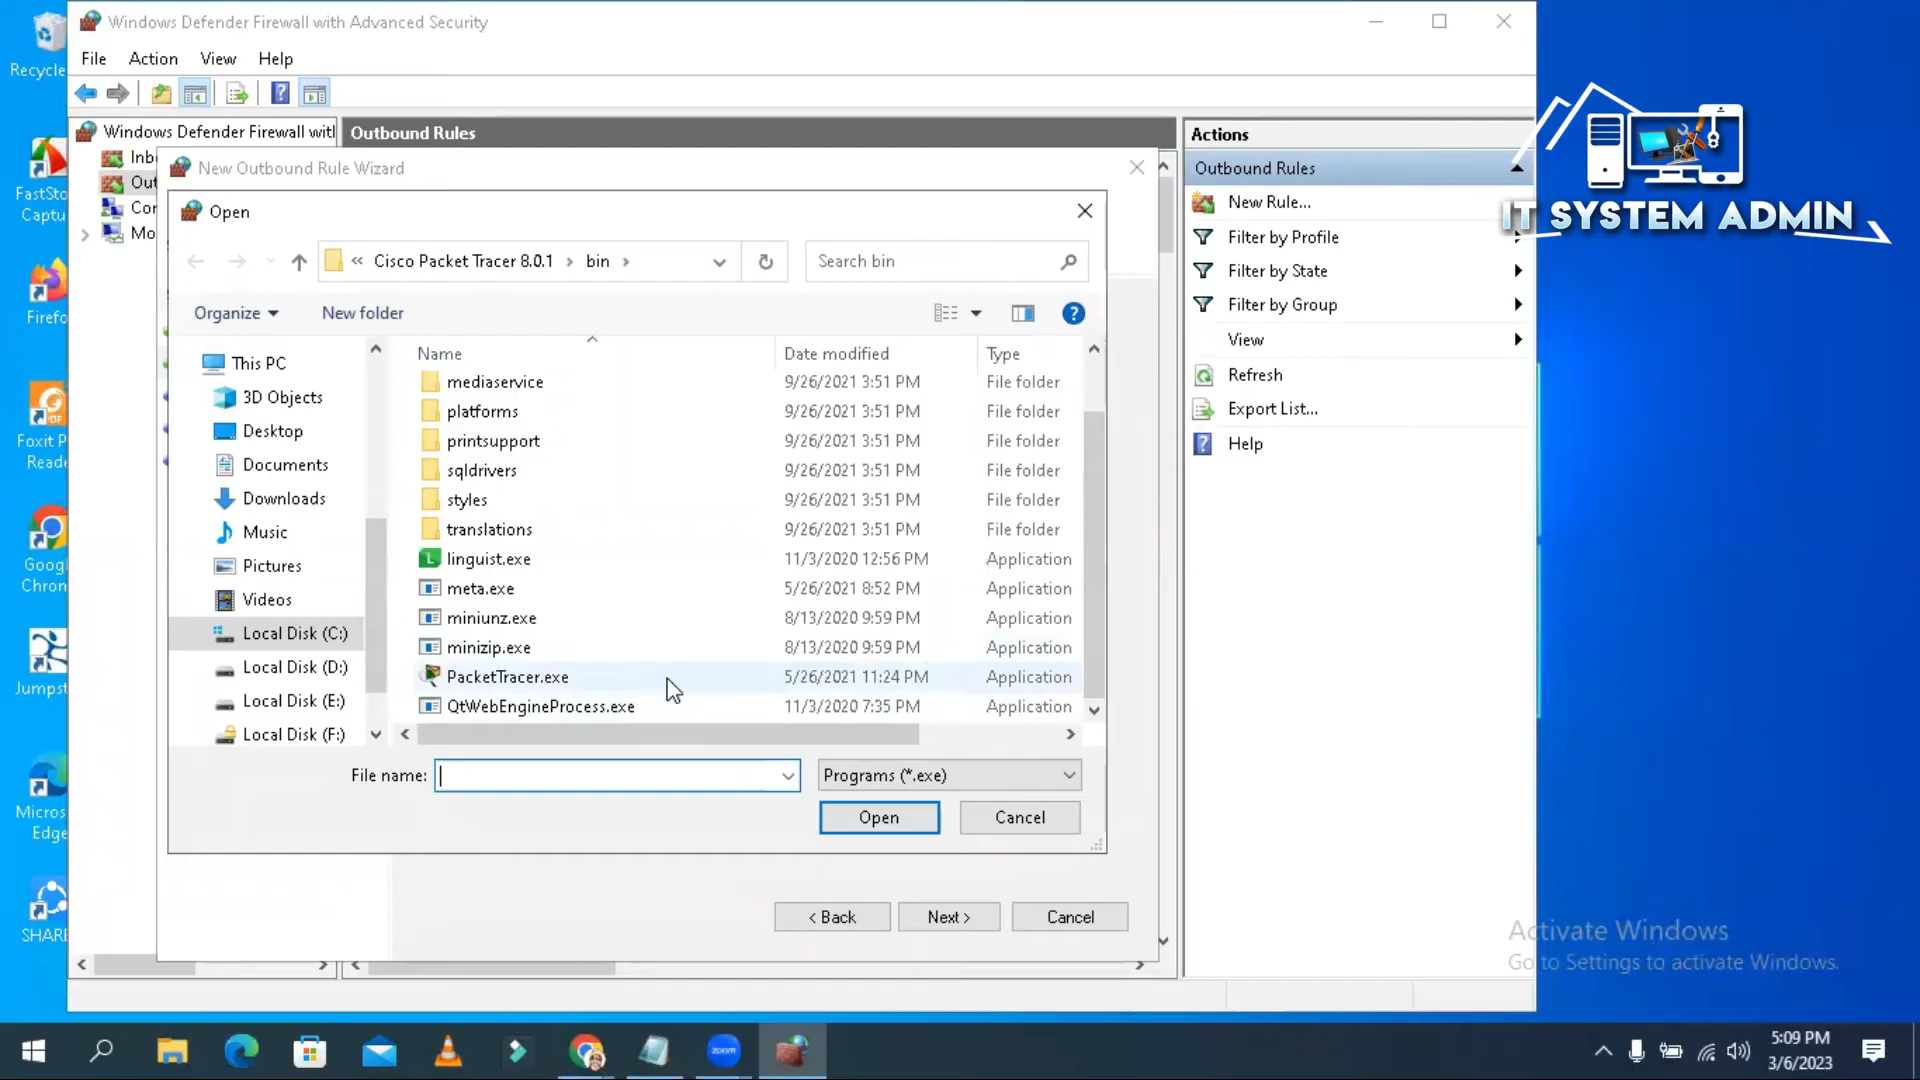 Windows Defender Firewall with Advanced Security
File Action View Help
Windows Defender Firewall witl
Inb
Out
Con
Mo
Outbound Rules
New Outbound Rule Wizard
Open
« Cisco Packet Tracer 8.0.1 > bin >
Search bin
Organize New folder
This PC
3D Objects
Desktop
Documents
Downloads
Music
Pictures
Videos
Local Disk (C:)
Local Disk (D:)
Local Disk (E:)
Local Disk (F:)
Name Date modified Type
mediaservice 9/26/2021 3:51 PM File folder
platforms 9/26/2021 3:51 PM File folder
printsupport 9/26/2021 3:51 PM File folder
sqldrivers 9/26/2021 3:51 PM File folder
styles 9/26/2021 3:51 PM File folder
translations 9/26/2021 3:51 PM File folder
linguist.exe 11/3/2020 12:56 PM Application
meta.exe 5/26/2021 8:52 PM Application
miniunz.exe 8/13/2020 9:59 PM Application
minizip.exe 8/13/2020 9:59 PM Application
PacketTracer.exe 5/26/2021 11:24 PM Application
QtWebEngineProcess.exe 11/3/2020 7:35 PM Application
File name: Programs (*.exe)
Open Cancel
< Back Next > Cancel
Actions
Outbound Rules
New Rule...
Filter by Profile
Filter by State
Filter by Group
View
Refresh
Export List...
Help
IT SYSTEM ADMIN
Recycle
FastSto
Captu
Firefo
Foxit P
Reade
Googl
Chron
Jumpst
Micros
Edge
SHARE
Activate Windows
Go to Settings to activate Windows.
zoom
5:09 PM
3/6/2023